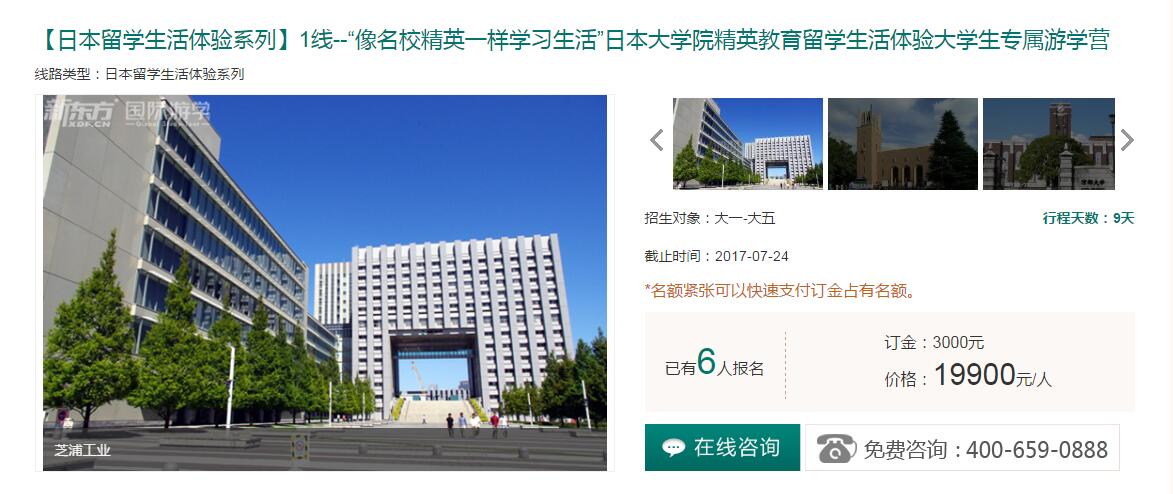 【日本留学生活体验系列】1线--“像名校精英一样学习生活”日本大学院精英教育留学生活体验大学生专属游学营
线路类型：日本留学生活体验系列
新东方 国际游学
XDF.CN Global Study Tour
芝浦工业
京都大学
招生对象：大一-大五
行程天数：9天
截止时间：2017-07-24
*名额紧张可以快速支付订金占有名额。
已有6人报名
订金：3000元
价格：19900元/人
在线咨询
免费咨询：400-659-0888